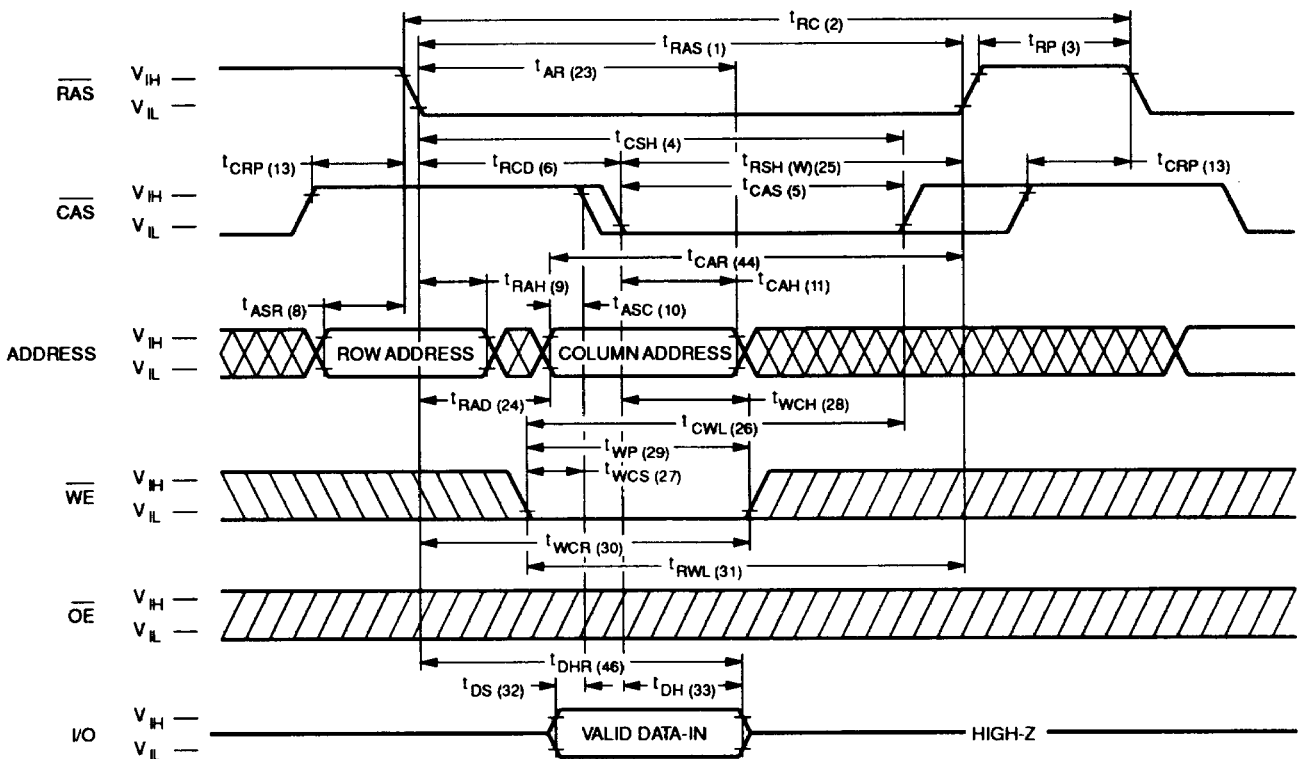 tRC (2)
tRAS (1)
tRP (3)
tAR (23)
RAS
VIH
VIL
tCSH (4)
tCRP (13)
tRCD (6)
tRSH (W)(25)
tCRP (13)
tCAS (5)
CAS
VIH
VIL
tCAR (44)
tRAH (9)
tCAH (11)
tASR (8)
tASC (10)
ADDRESS
VIH
VIL
ROW ADDRESS
COLUMN ADDRESS
tRAD (24)
tWCH (28)
tCWL (26)
tWP (29)
tWCS (27)
WE
VIH
VIL
tWCR (30)
tRWL (31)
OE
VIH
VIL
tDHR (46)
tDS (32)
tDH (33)
I/O
VIH
VIL
VALID DATA-IN
HIGH-Z